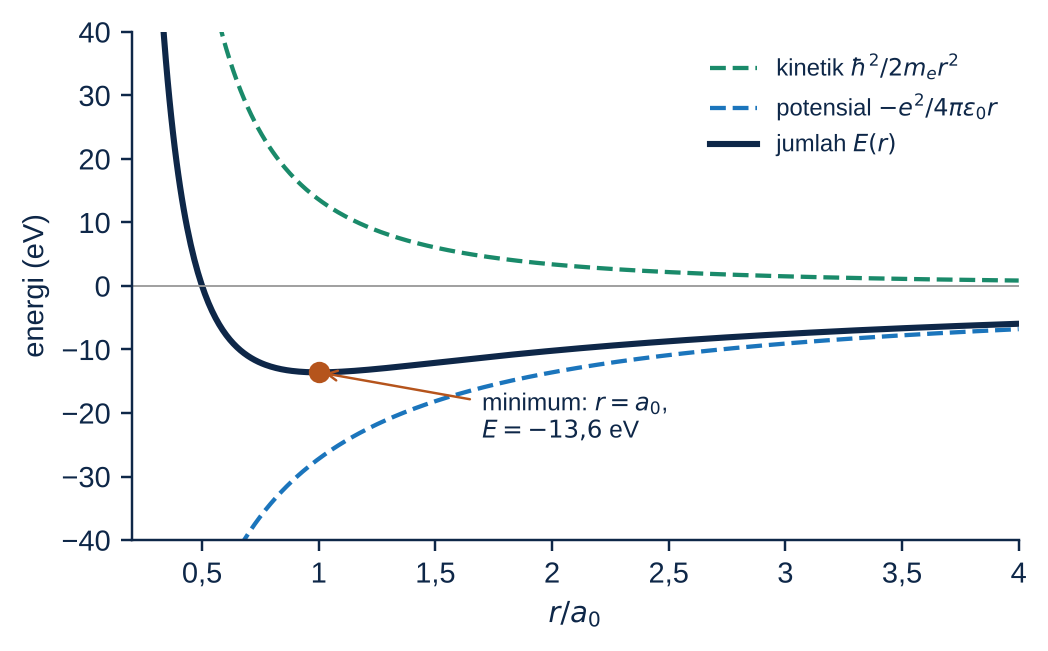 40
30
20
10
0
−10
−20
−30
−40
energi (eV)
kinetik ℏ²/2mₑr²
potensial −e²/4πε₀r
jumlah E(r)
minimum: r = a₀,
E = −13,6 eV
0,5 1 1,5 2 2,5 3 3,5 4
r/a₀